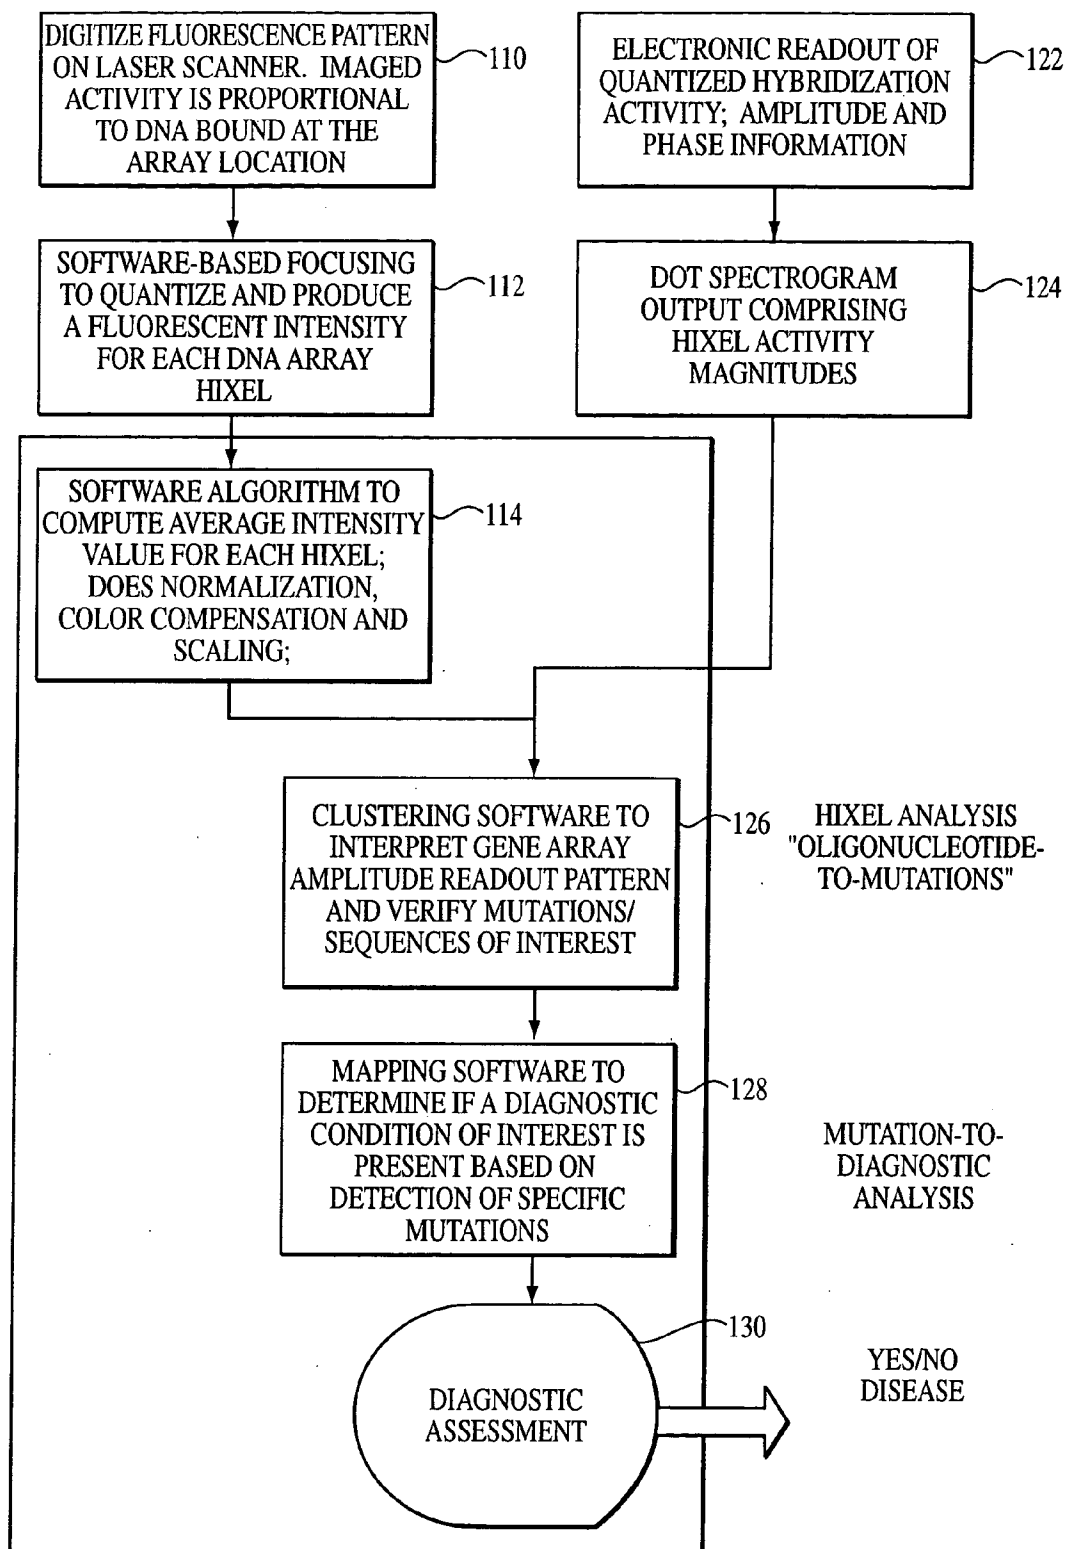 DIGITIZE FLUORESCENCE PATTERN
ON LASER SCANNER. IMAGED
ACTIVITY IS PROPORTIONAL
TO DNA BOUND AT THE
ARRAY LOCATION
110
ELECTRONIC READOUT OF
QUANTIZED HYBRIDIZATION
ACTIVITY; AMPLITUDE AND
PHASE INFORMATION
122
SOFTWARE-BASED FOCUSING
TO QUANTIZE AND PRODUCE
A FLUORESCENT INTENSITY
FOR EACH DNA ARRAY
HIXEL
112
DOT SPECTROGRAM
OUTPUT COMPRISING
HIXEL ACTIVITY
MAGNITUDES
124
SOFTWARE ALGORITHM TO
COMPUTE AVERAGE INTENSITY
VALUE FOR EACH HIXEL;
DOES NORMALIZATION,
COLOR COMPENSATION AND
SCALING;
114
CLUSTERING SOFTWARE TO
INTERPRET GENE ARRAY
AMPLITUDE READOUT PATTERN
AND VERIFY MUTATIONS/
SEQUENCES OF INTEREST
126
HIXEL ANALYSIS
"OLIGONUCLEOTIDE-
TO-MUTATIONS"
MAPPING SOFTWARE TO
DETERMINE IF A DIAGNOSTIC
CONDITION OF INTEREST IS
PRESENT BASED ON
DETECTION OF SPECIFIC
MUTATIONS
128
MUTATION-TO-
DIAGNOSTIC
ANALYSIS
DIAGNOSTIC
ASSESSMENT
130
YES/NO
DISEASE